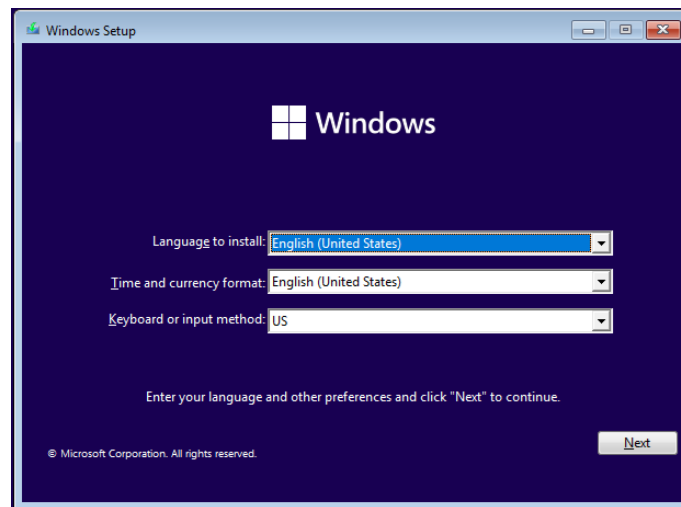 Windows Setup
Windows
Language to install: English (United States)
Time and currency format: English (United States)
Keyboard or input method: US
Enter your language and other preferences and click "Next" to continue.
Next
© Microsoft Corporation. All rights reserved.